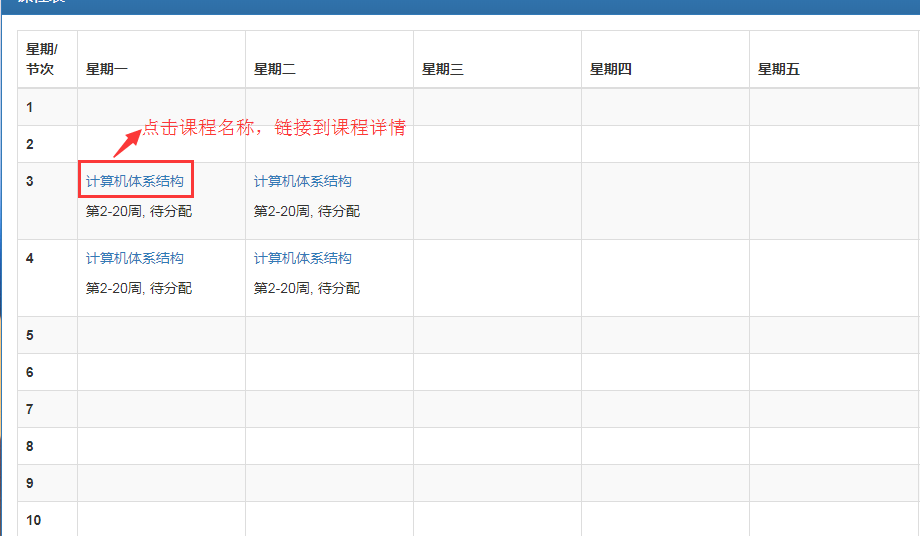 星期/
节次
星期一
星期二
星期三
星期四
星期五
1
点击课程名称，链接到课程详情
2
3
计算机体系结构
计算机体系结构
第2-20周, 待分配
第2-20周, 待分配
4
计算机体系结构
计算机体系结构
第2-20周, 待分配
第2-20周, 待分配
5
6
7
8
9
10